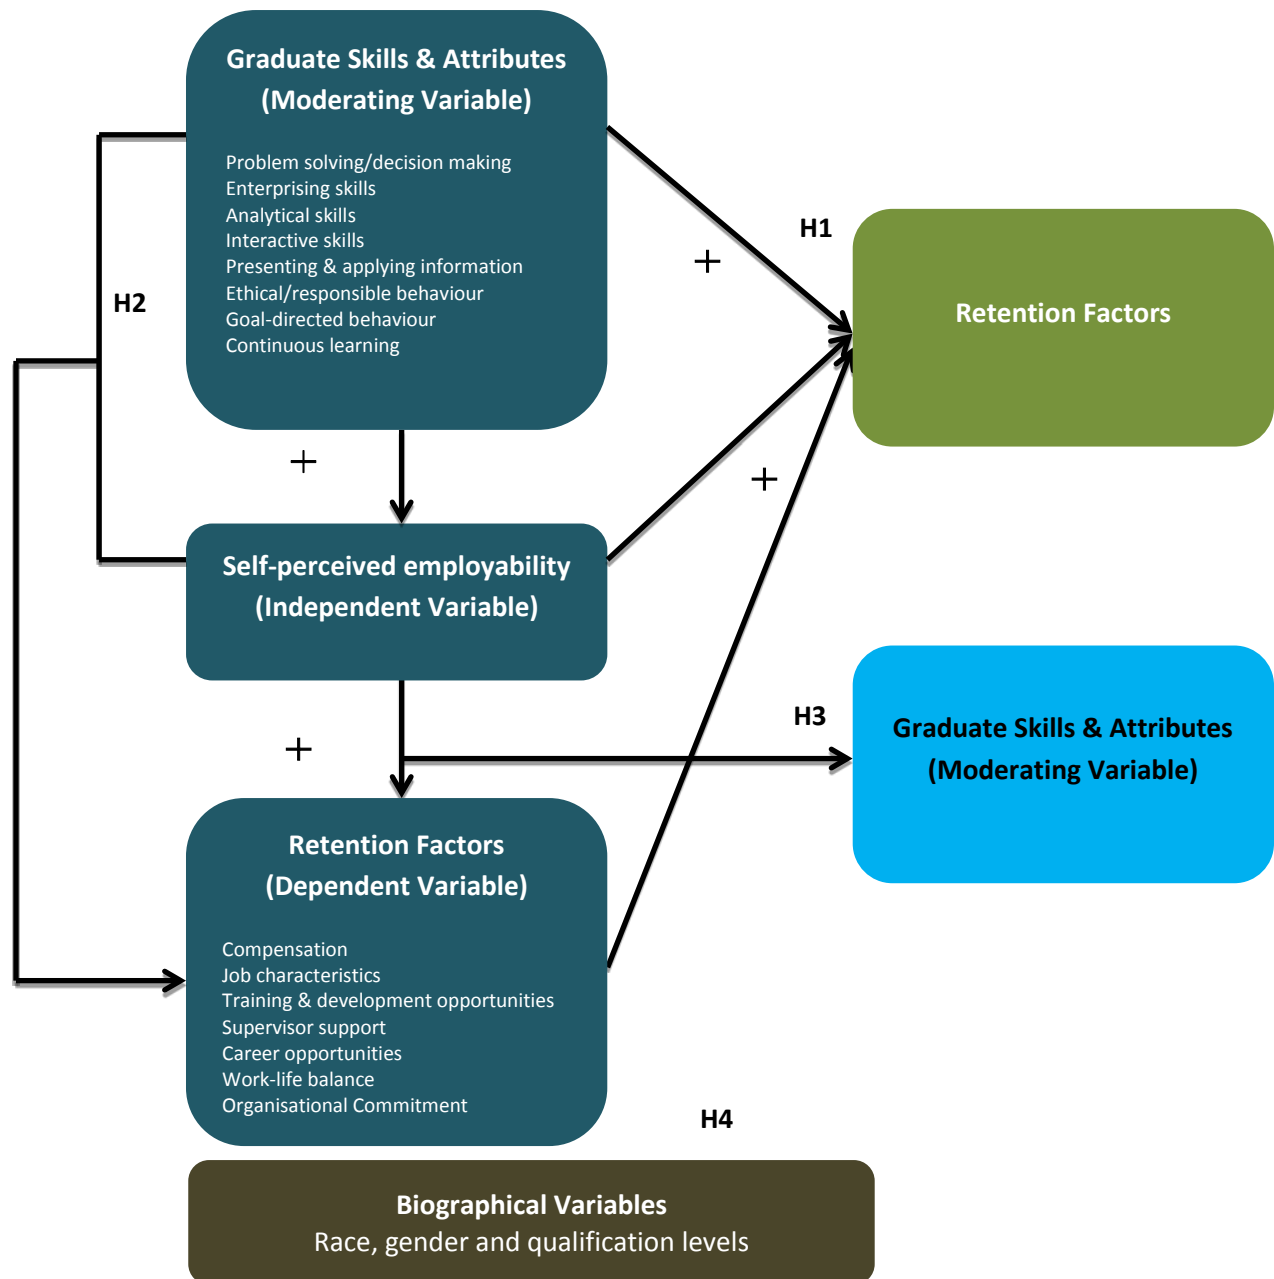 Graduate Skills & Attributes
(Moderating Variable)
Problem solving/decision making
Enterprising skills
Analytical skills
Interactive skills
Presenting & applying information
Ethical/responsible behaviour
Goal-directed behaviour
Continuous learning
H1
+
Retention Factors
H2
+
+
Self-perceived employability
(Independent Variable)
H3
Graduate Skills & Attributes
(Moderating Variable)
+
Retention Factors
(Dependent Variable)
Compensation
Job characteristics
Training & development opportunities
Supervisor support
Career opportunities
Work-life balance
Organisational Commitment
H4
Biographical Variables
Race, gender and qualification levels